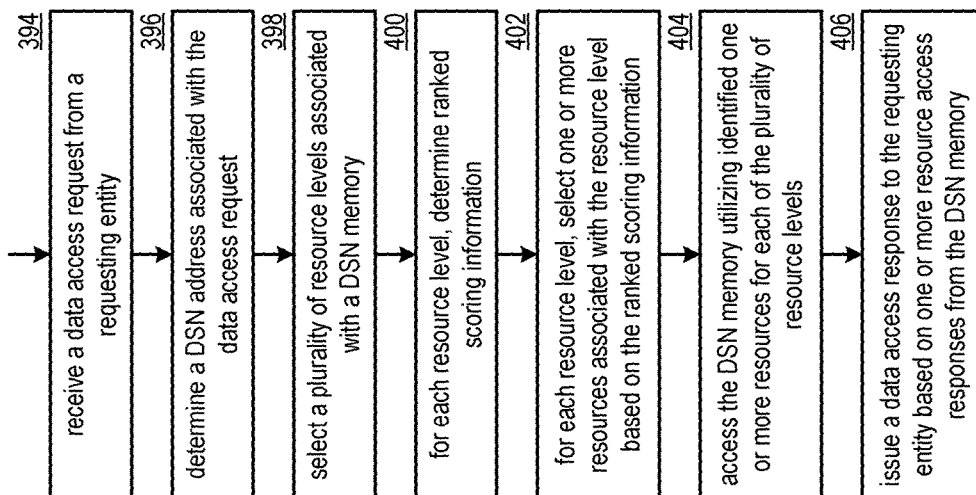 394
receive a data access request from a
requesting entity
396
determine a DSN address associated with the
data access request
398
select a plurality of resource levels associated
with a DSN memory
400
for each resource level, determine ranked
scoring information
402
for each resource level, select one or more
resources associated with the resource level
based on the ranked scoring information
404
access the DSN memory utilizing identified one
or more resources for each of the plurality of
resource levels
406
issue a data access response to the requesting
entity based on one or more resource access
responses from the DSN memory